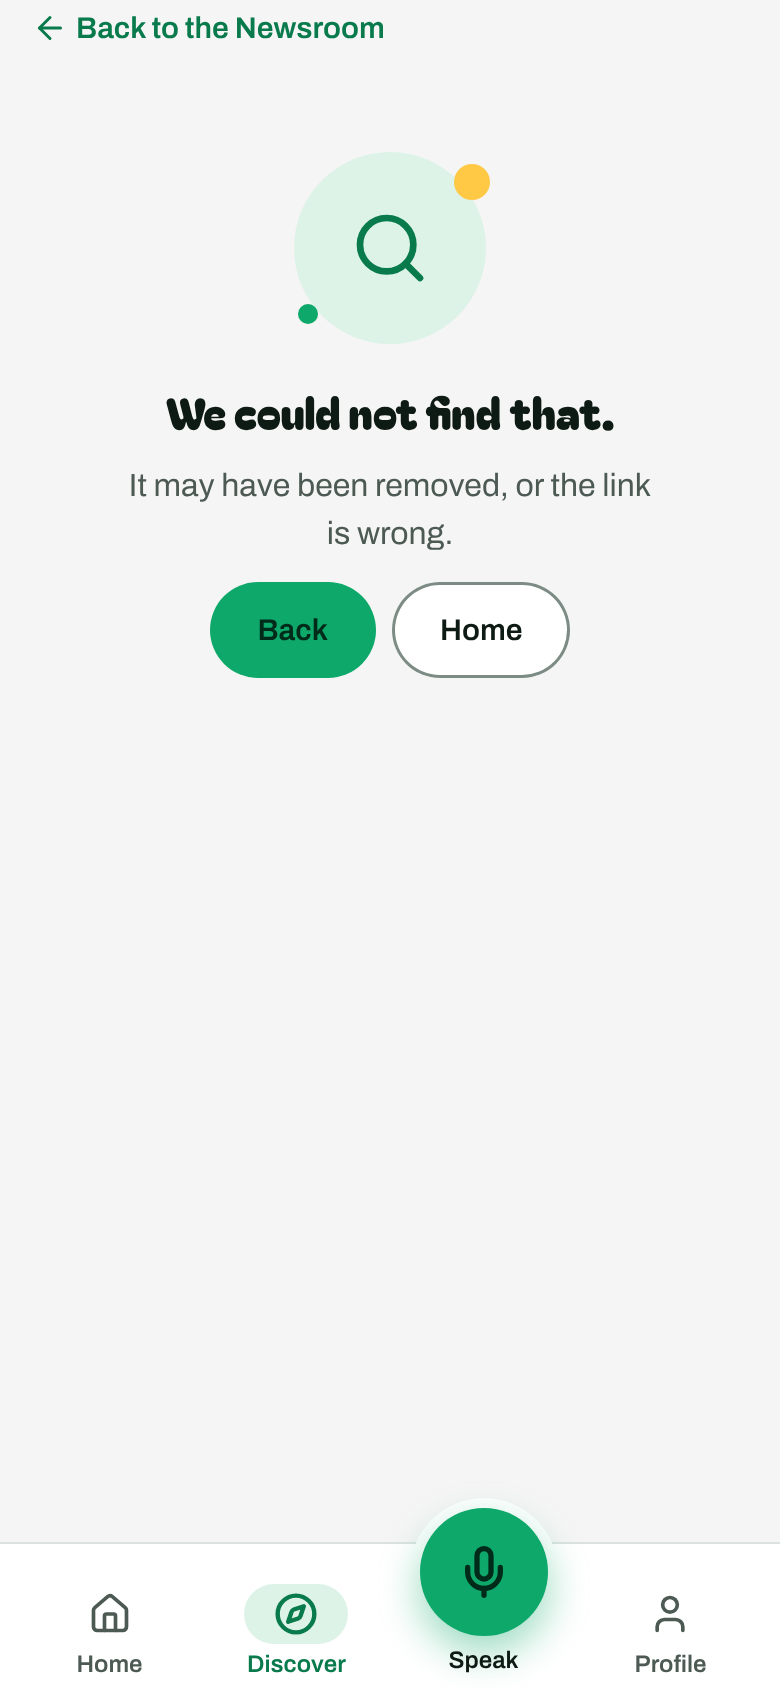 Back to the Newsroom
We could not find that.
It may have been removed, or the link
is wrong.
Back
Home
Home
Discover
Speak
Profile